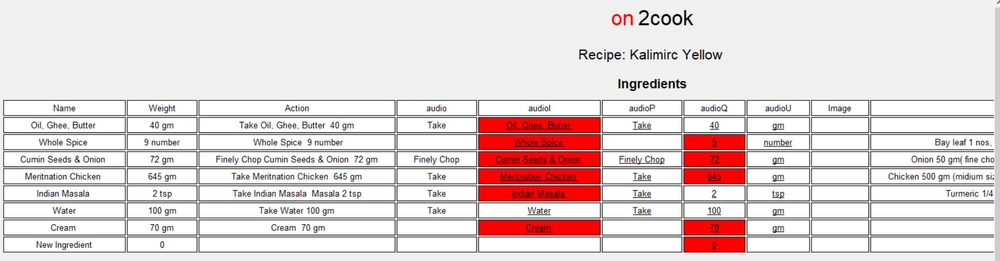 on 2cook
Recipe: Kalimirc Yellow
Ingredients
Name Weight Action audio audioI audioP audioQ audioU Image
Oil, Ghee, Butter 40 gm Take Oil, Ghee, Butter 40 gm Take Oil, Ghee, Butter Take 40 gm
Whole Spice 9 number Whole Spice 9 number Whole Spice 9 number Bay leaf 1 nos,
Cumin Seeds & Onion 72 gm Finely Chop Cumin Seeds & Onion 72 gm Finely Chop Cumin Seeds & Onion Finely Chop 72 gm Onion 50 gm( fine cho
Meritnation Chicken 645 gm Take Meritnation Chicken 645 gm Take Meritnation Chicken Take 645 gm Chicken 500 gm (midium siz
Indian Masala 2 tsp Take Indian Masala Masala 2 tsp Take Indian Masala Take 2 tsp Turmeric 1/4
Water 100 gm Take Water 100 gm Take Water Take 100 gm
Cream 70 gm Cream 70 gm Cream 70 gm
New Ingredient 0 0